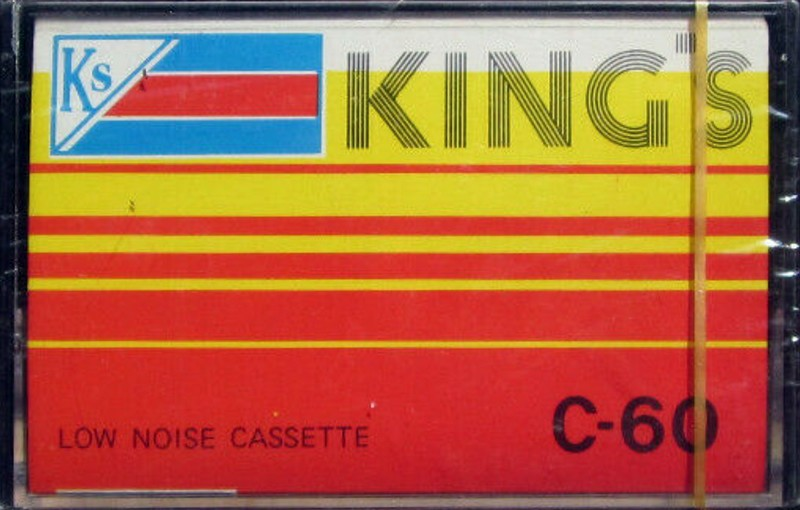 Ks
KING'S
LOW NOISE CASSETTE
C-60